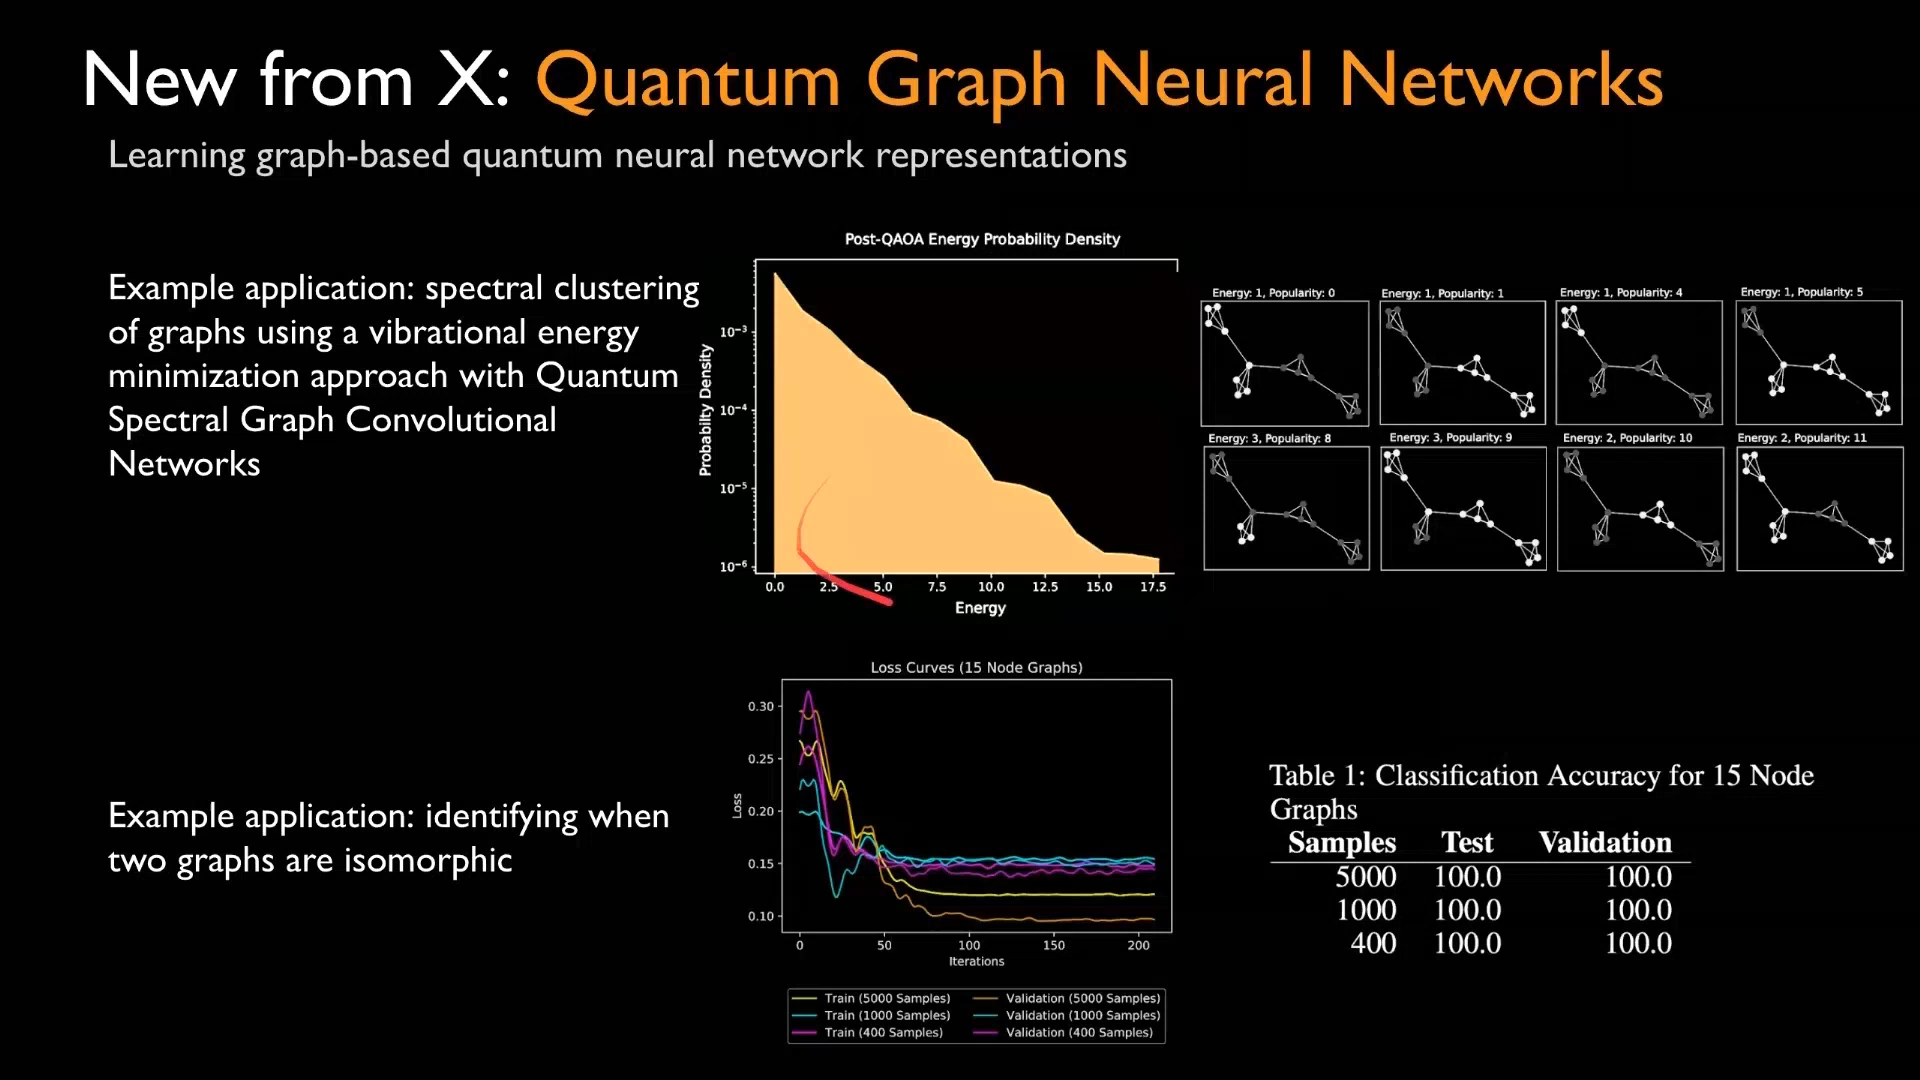 New from X: Quantum Graph Neural Networks
Learning graph-based quantum neural network representations
Example application: spectral clustering
of graphs using a vibrational energy
minimization approach with Quantum
Spectral Graph Convolutional
Networks
Post-QAOA Energy Probability Density
Probability Density
10⁻³
10⁻⁴
10⁻⁵
10⁻⁶
0.0 2.5 5.0 7.5 10.0 12.5 15.0 17.5
Energy
Energy: 1, Popularity: 0
Energy: 1, Popularity: 1
Energy: 1, Popularity: 4
Energy: 1, Popularity: 5
Energy: 3, Popularity: 8
Energy: 3, Popularity: 9
Energy: 2, Popularity: 10
Energy: 2, Popularity: 11
Example application: identifying when
two graphs are isomorphic
Loss Curves (15 Node Graphs)
Loss
0.30
0.25
0.20
0.15
0.10
0 50 100 150 200
Iterations
Train (5000 Samples) Validation (5000 Samples)
Train (1000 Samples) Validation (1000 Samples)
Train (400 Samples) Validation (400 Samples)
Table 1: Classification Accuracy for 15 Node
Graphs
Samples Test Validation
5000 100.0 100.0
1000 100.0 100.0
400 100.0 100.0